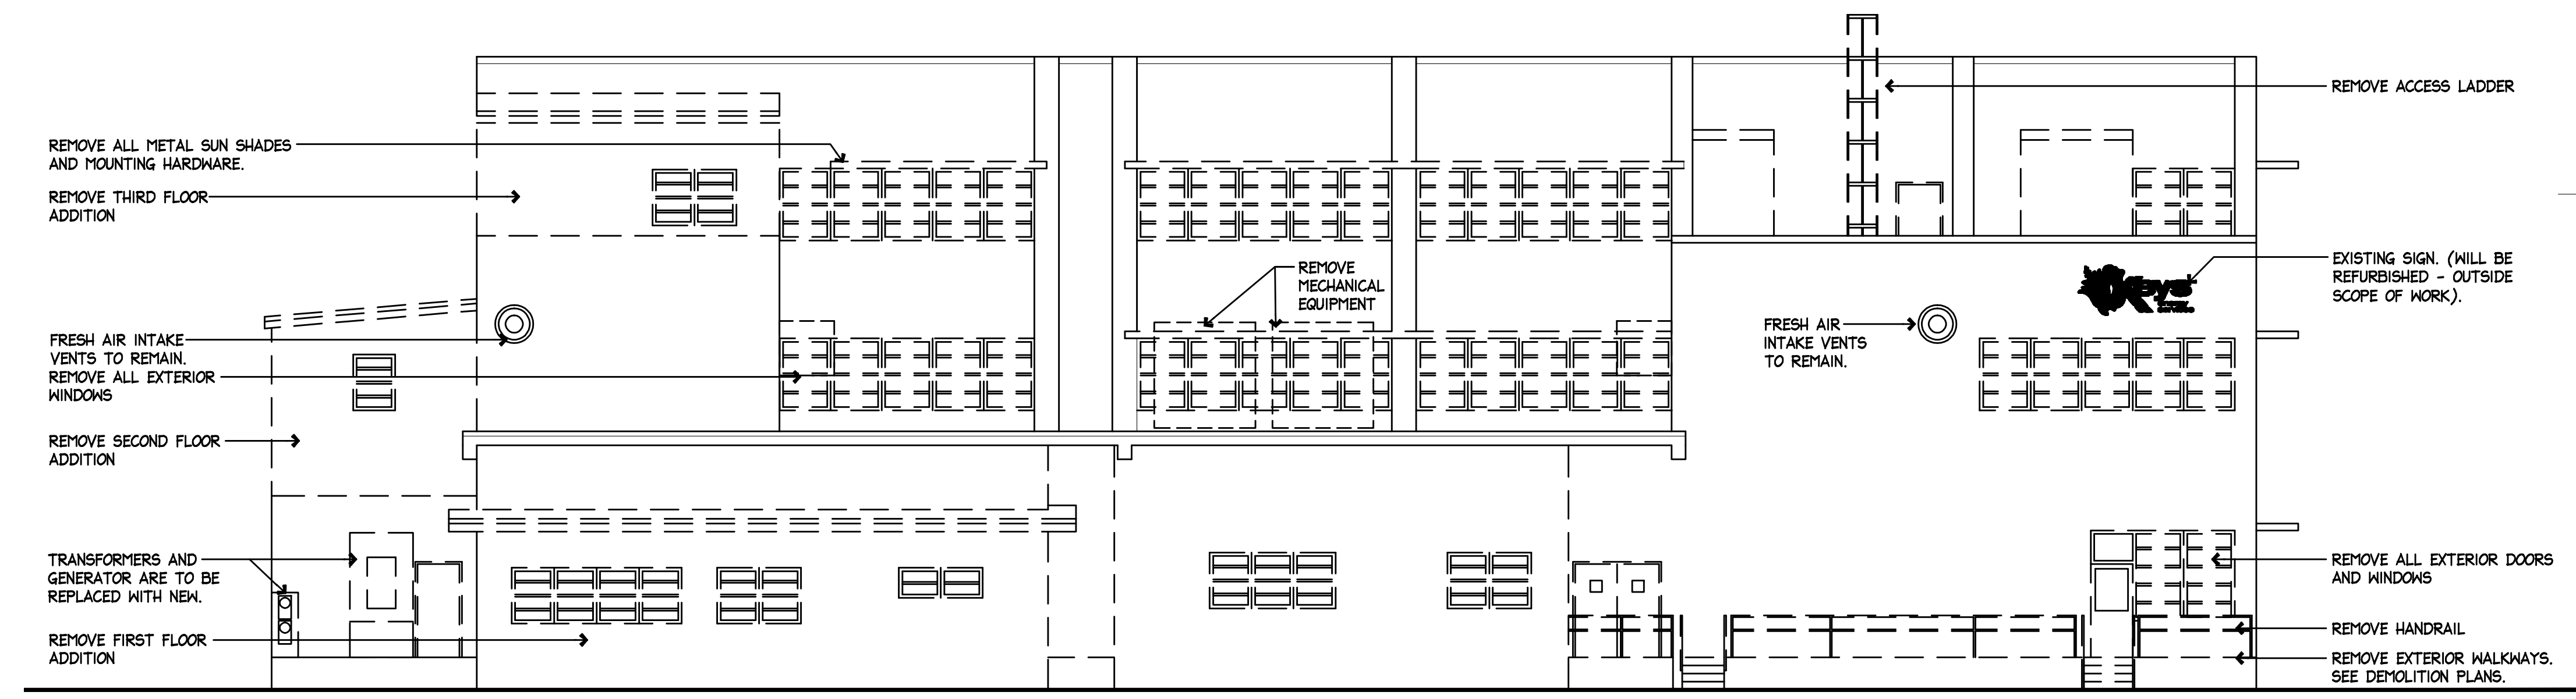 REMOVE ACCESS LADDER
REMOVE ALL METAL SUN SHADES
AND MOUNTING HARDWARE.
REMOVE THIRD FLOOR
ADDITION
EXISTING SIGN. (WILL BE
REFURBISHED - OUTSIDE
SCOPE OF WORK).
REMOVE
MECHANICAL
EQUIPMENT
Keys
FRESH AIR
INTAKE VENTS
TO REMAIN.
FRESH AIR INTAKE
VENTS TO REMAIN.
REMOVE ALL EXTERIOR
WINDOWS
REMOVE SECOND FLOOR
ADDITION
TRANSFORMERS AND
GENERATOR ARE TO BE
REPLACED WITH NEW.
REMOVE ALL EXTERIOR DOORS
AND WINDOWS
REMOVE FIRST FLOOR
ADDITION
REMOVE HANDRAIL
REMOVE EXTERIOR WALKWAYS.
SEE DEMOLITION PLANS.